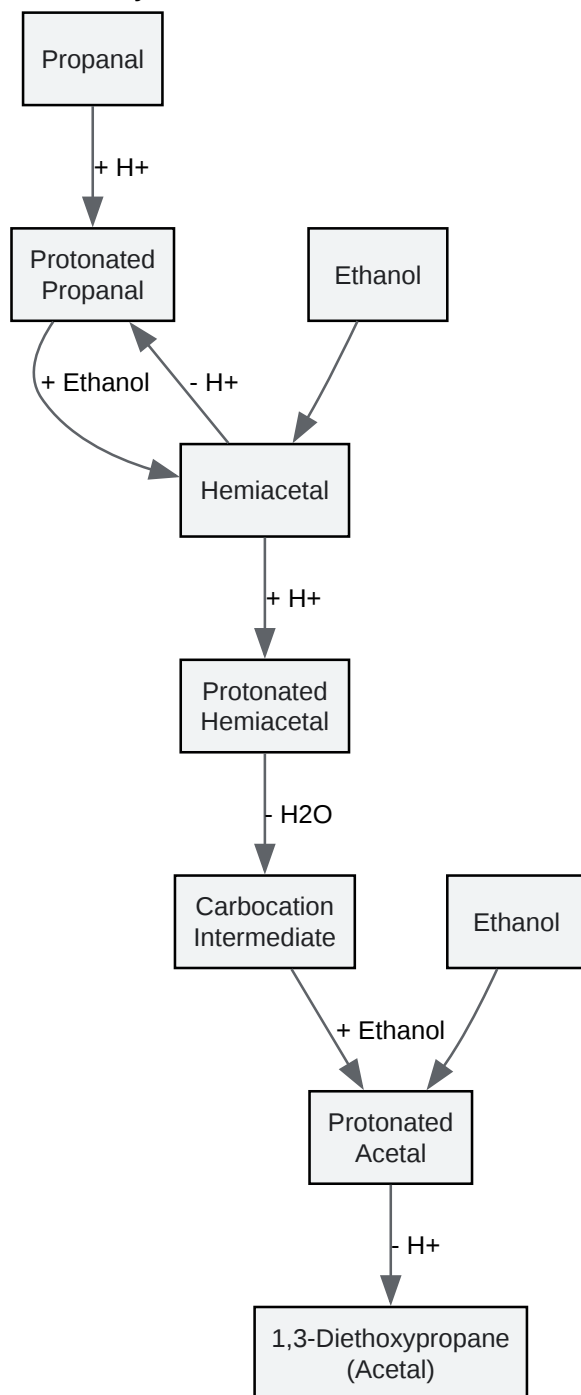 Propanal
+ H+
Protonated
Propanal
Ethanol
+ Ethanol
- H+
Hemiacetal
+ H+
Protonated
Hemiacetal
- H2O
Carbocation
Intermediate
Ethanol
+ Ethanol
Protonated
Acetal
- H+
1,3-Diethoxypropane
(Acetal)